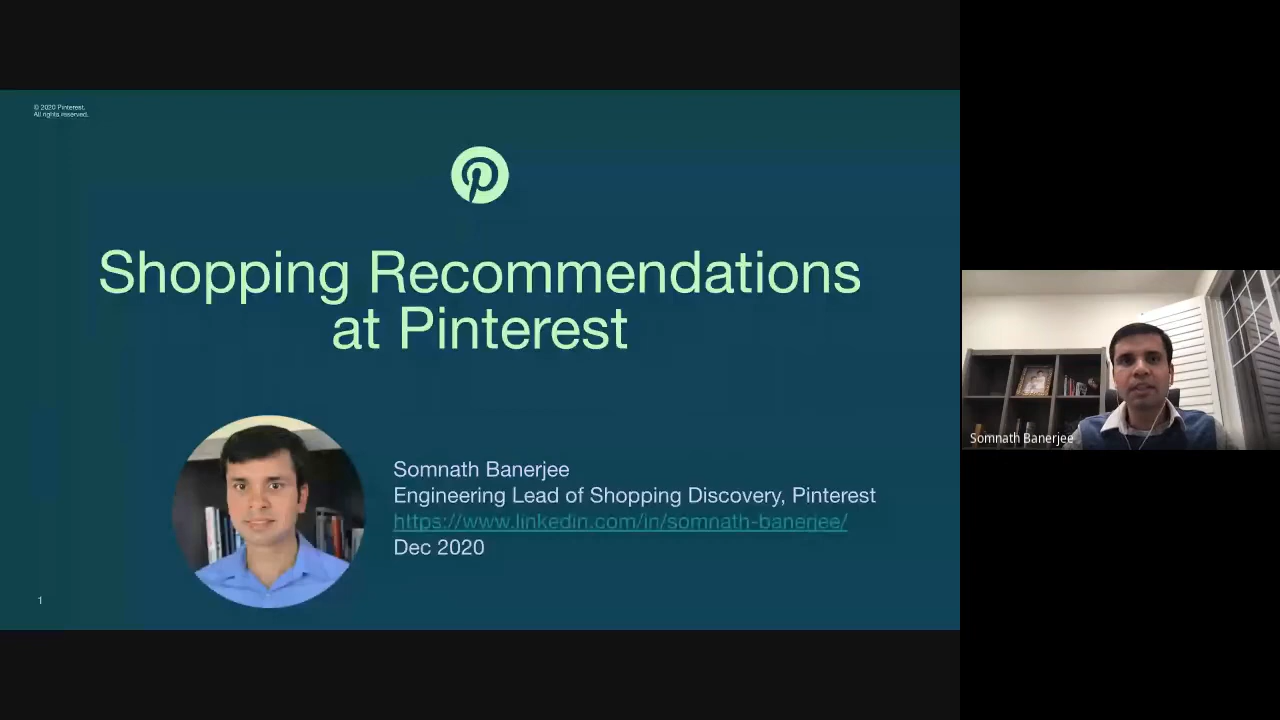 © 2020 Pinterest.
All rights reserved.
Shopping Recommendations
at Pinterest
Somnath Banerjee
Engineering Lead of Shopping Discovery, Pinterest
https://www.linkedin.com/in/somnath-banerjee/
Dec 2020
1
Somnath Banerjee